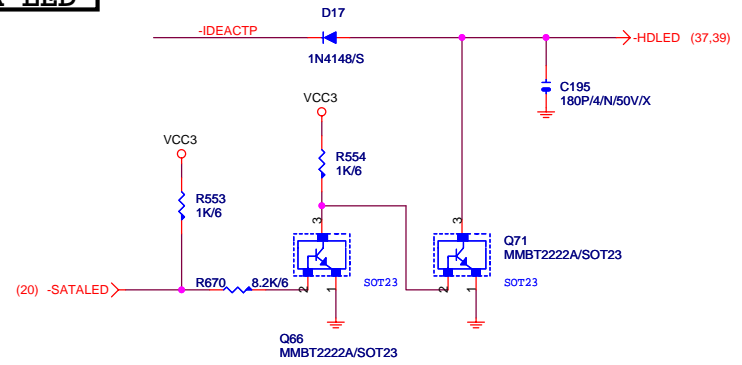 LED
D17
-IDEACTP
-HDLED (37,39)
1N4148/S
C195
180P/4/N/50V/X
VCC3
VCC3
R554
1K/6
R553
1K/6
3
3
Q71
MMBT2222A/SOT23
SOT23
SOT23
(20) -SATALED
R670 8.2K/6
2
1
2
1
Q66
MMBT2222A/SOT23